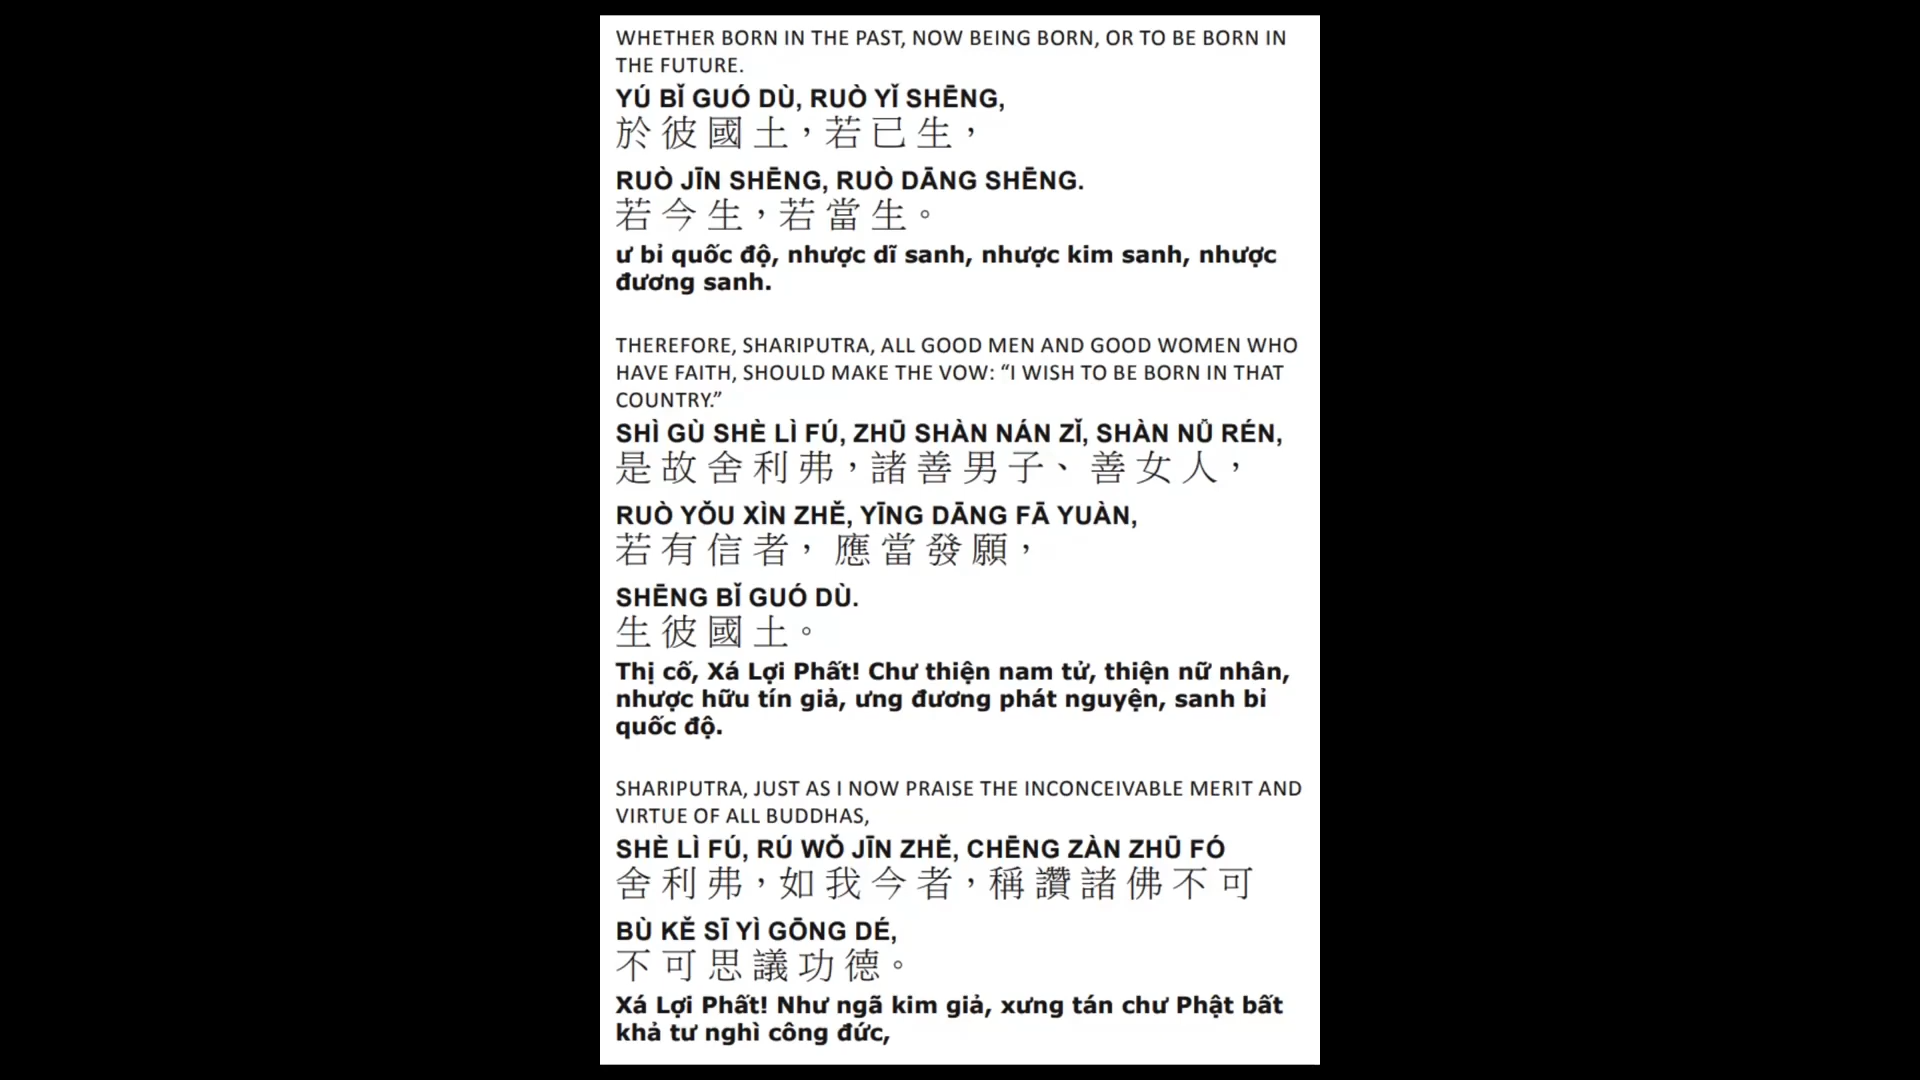 WHETHER BORN IN THE PAST, NOW BEING BORN, OR TO BE BORN IN
THE FUTURE.
YÚ BǏ GUÓ DÙ, RUÒ YǏ SHĒNG,
於彼國土，若已生，
RUÒ JĪN SHĒNG, RUÒ DĀNG SHĒNG.
若今生，若當生。
ư bỉ quốc độ, nhược dĩ sanh, nhược kim sanh, nhược
đương sanh.
THEREFORE, SHARIPUTRA, ALL GOOD MEN AND GOOD WOMEN WHO
HAVE FAITH, SHOULD MAKE THE VOW: “I WISH TO BE BORN IN THAT
COUNTRY.”
SHÌ GÙ SHÈ LÌ FÚ, ZHŪ SHÀN NÁN ZǏ, SHÀN NǙ RÉN,
是故舍利弗，諸善男子、善女人，
RUÒ YǑU XÌN ZHĚ, YĪNG DĀNG FĀ YUÀN,
若有信者，應當發願，
SHĒNG BǏ GUÓ DÙ.
生彼國土。
Thị cố, Xá Lợi Phất! Chư thiện nam tử, thiện nữ nhân,
nhược hữu tín giả, ưng đương phát nguyện, sanh bỉ
quốc độ.
SHARIPUTRA, JUST AS I NOW PRAISE THE INCONCEIVABLE MERIT AND
VIRTUE OF ALL BUDDHAS,
SHÈ LÌ FÚ, RÚ WǑ JĪN ZHĚ, CHĒNG ZÀN ZHŪ FÓ
舍利弗，如我今者，稱讚諸佛不可
BÙ KĚ SĪ YÌ GŌNG DÉ,
不可思議功德。
Xá Lợi Phất! Như ngã kim giả, xưng tán chư Phật bất
khả tư nghì công đức,